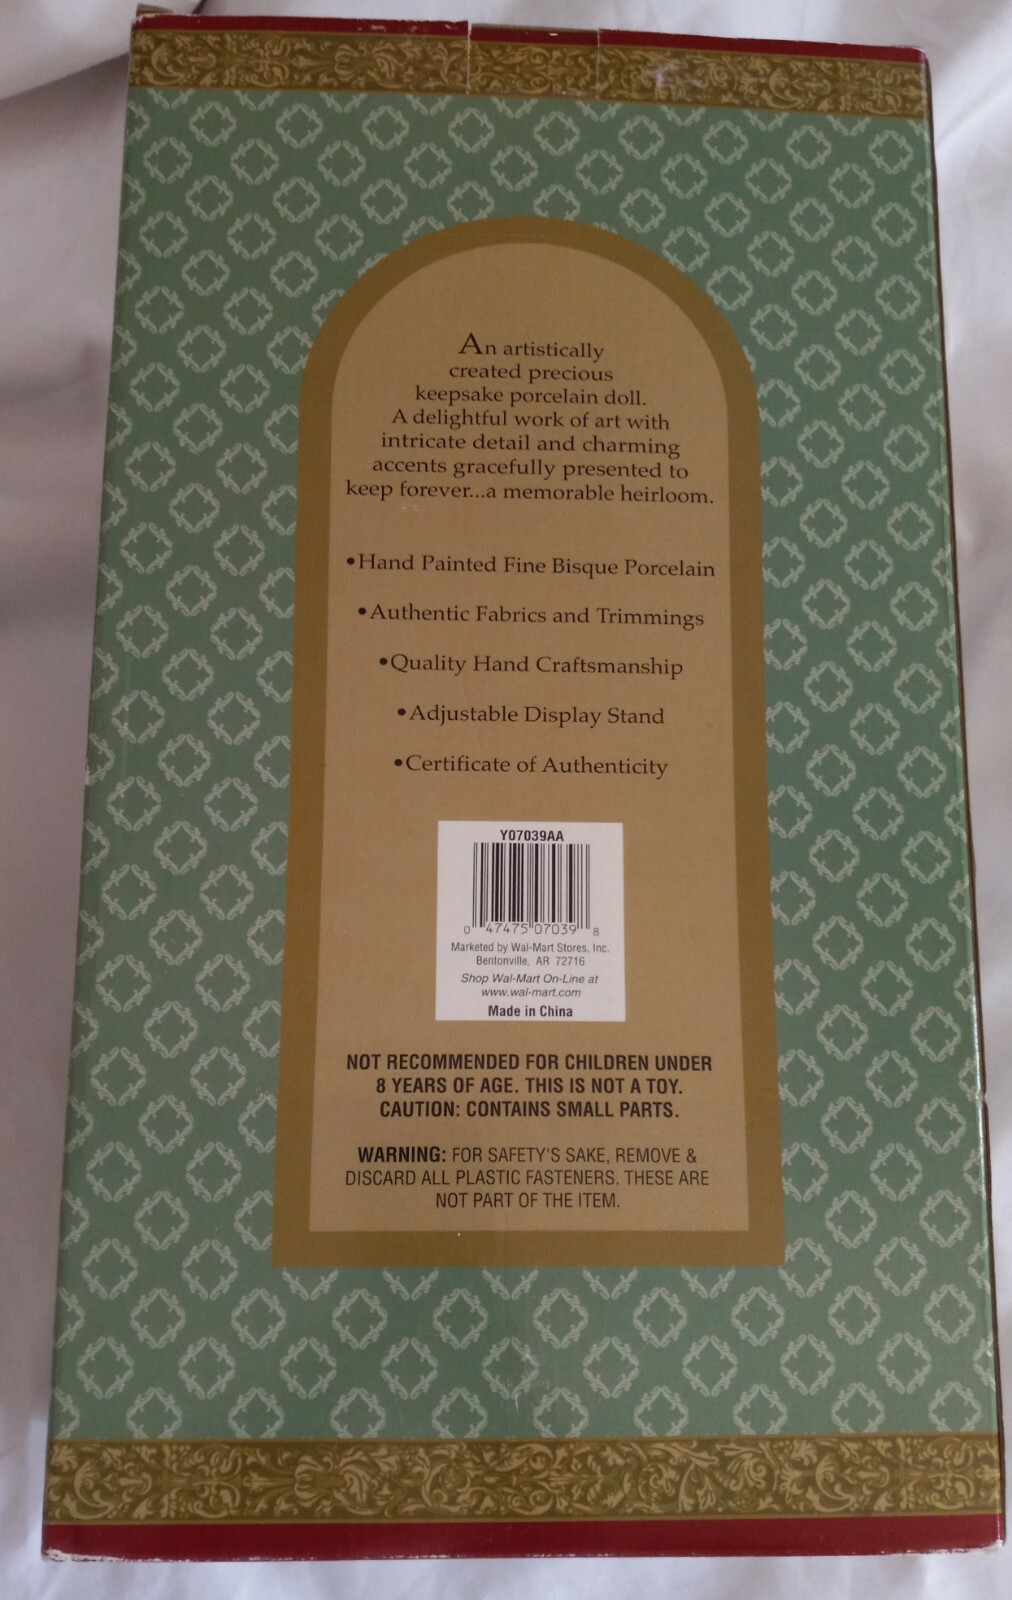 An artistically
created precious
keepsake porcelain doll.
A delightful work of art with
intricate detail and charming
accents gracefully presented to
keep forever...a memorable heirloom.
•Hand Painted Fine Bisque Porcelain
•Authentic Fabrics and Trimmings
•Quality Hand Craftsmanship
•Adjustable Display Stand
•Certificate of Authenticity
Y07039AA
0 47475 07039 8
Marketed by Wal-Mart Stores, Inc.
Bentonville, AR 72716
Shop Wal-Mart On-Line at
www.wal-mart.com
Made in China
NOT RECOMMENDED FOR CHILDREN UNDER
8 YEARS OF AGE. THIS IS NOT A TOY.
CAUTION: CONTAINS SMALL PARTS.
WARNING: FOR SAFETY'S SAKE, REMOVE &
DISCARD ALL PLASTIC FASTENERS. THESE ARE
NOT PART OF THE ITEM.